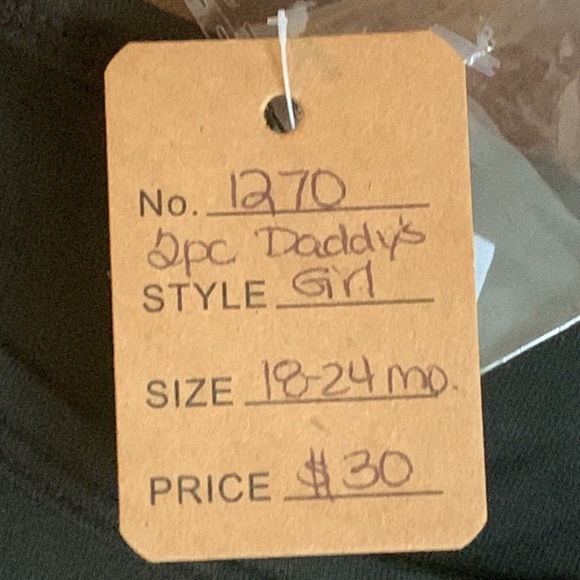 No. 1270
2pc Daddy's
STYLE Girl
SIZE 18-24 mo.
PRICE $30